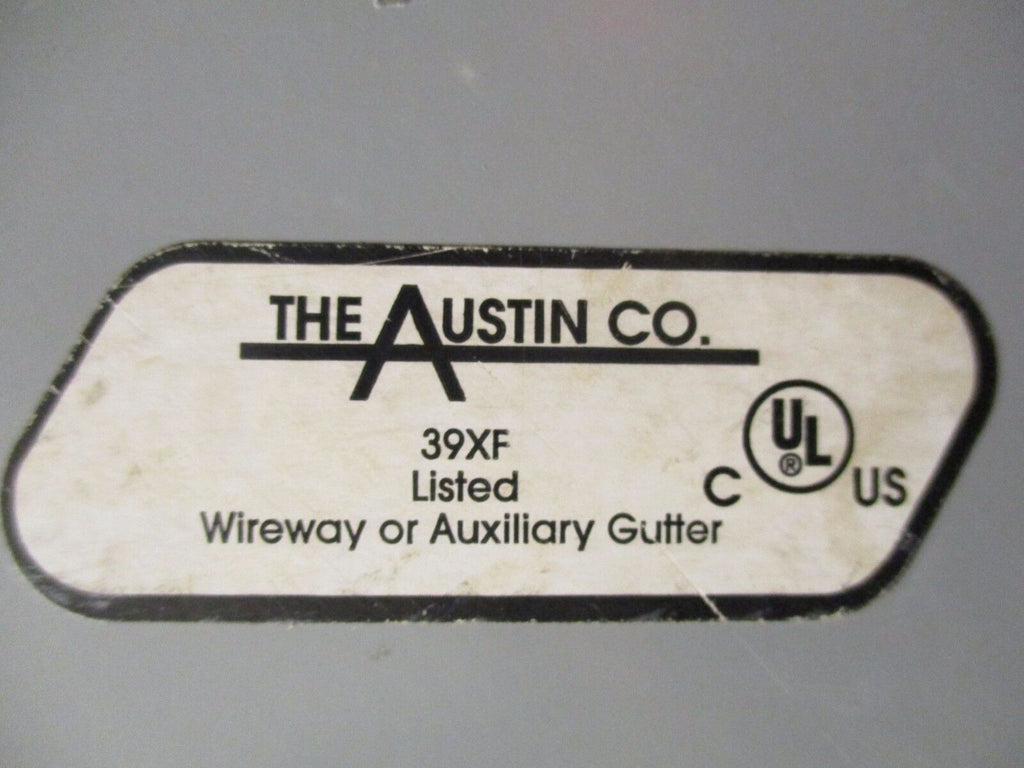 THE AUSTIN CO.
39XF
Listed
Wireway or Auxiliary Gutter
C UL® US